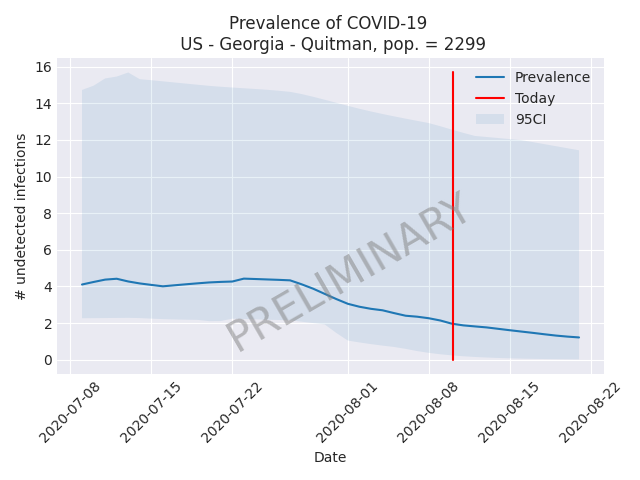 Prevalence of COVID-19
US - Georgia - Quitman, pop. = 2299
Prevalence
Today
95CI
16
14
12
10
8
6
4
2
0
# undetected infections
PRELIMINARY
2020-07-08
2020-07-15
2020-07-22
2020-08-01
2020-08-08
2020-08-15
2020-08-22
Date